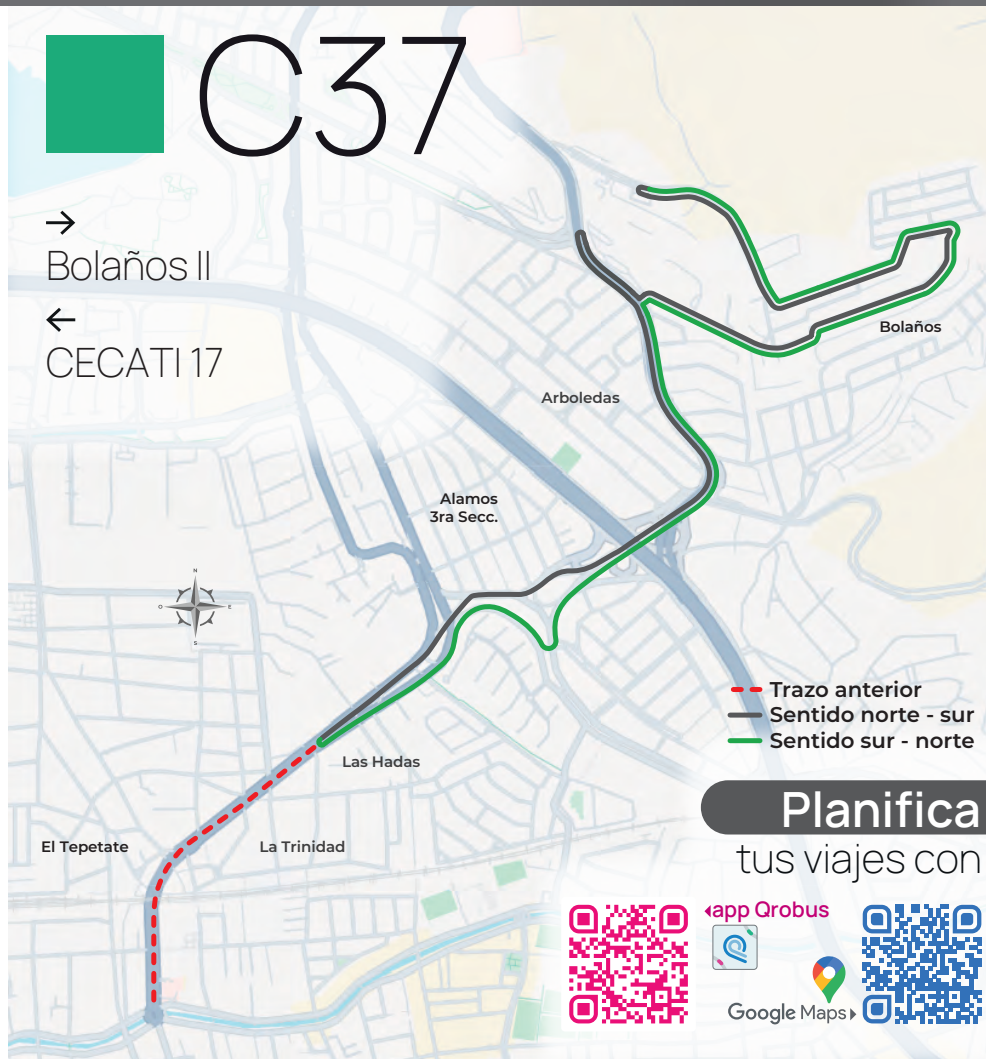 C37
→
Bolaños II
←
CECATI 17
Bolaños
Arboledas
Alamos
3ra Secc.
N
O
E
S
Trazo anterior
Sentido norte - sur
Sentido sur - norte
Las Hadas
El Tepetate
La Trinidad
Planifica
tus viajes con
app Qrobus
Google Maps